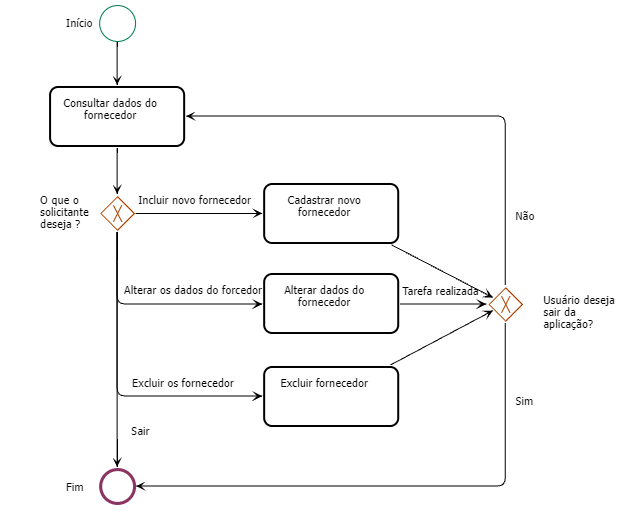 Início
Consultar dados do
fornecedor
O que o
solicitante
deseja ?
Incluir novo fornecedor
Cadastrar novo
fornecedor
Não
Alterar os dados do forcedor
Alterar dados do
fornecedor
Tarefa realizada
Usuário deseja
sair da
aplicação?
Excluir os fornecedor
Excluir fornecedor
Sim
Sair
Fim